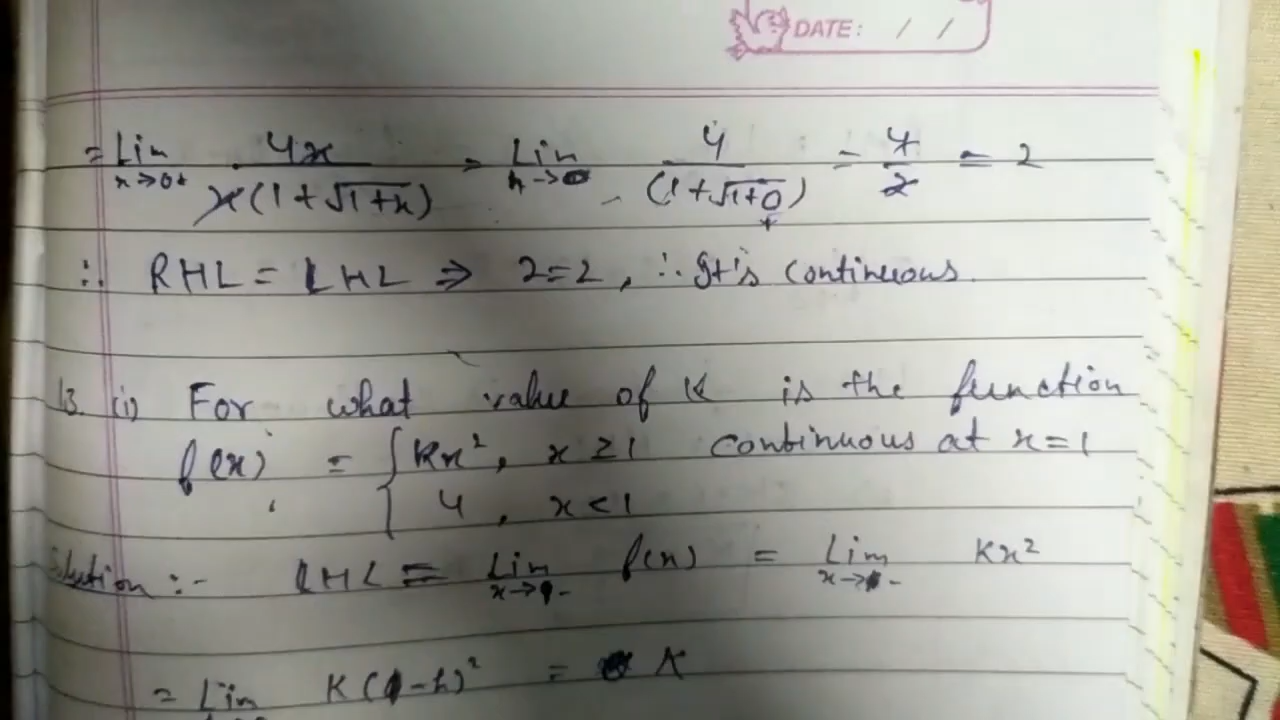 DATE: / /
= Lim x→0+ 4x/x(1+√1+x) = Lim h→0 4/(1+√1+0) = 4/2 = 2
∴ RHL = LHL ⇒ 2=2, ∴ It's continuous.
13. (i) For what value of K is the function
f(x) = { Kx², x ≥ 1 continuous at x=1
4, x < 1
Solution :- LHL = Lim x→1- f(x) = Lim x→1- Kx²
= Lim K(1-h)² = K